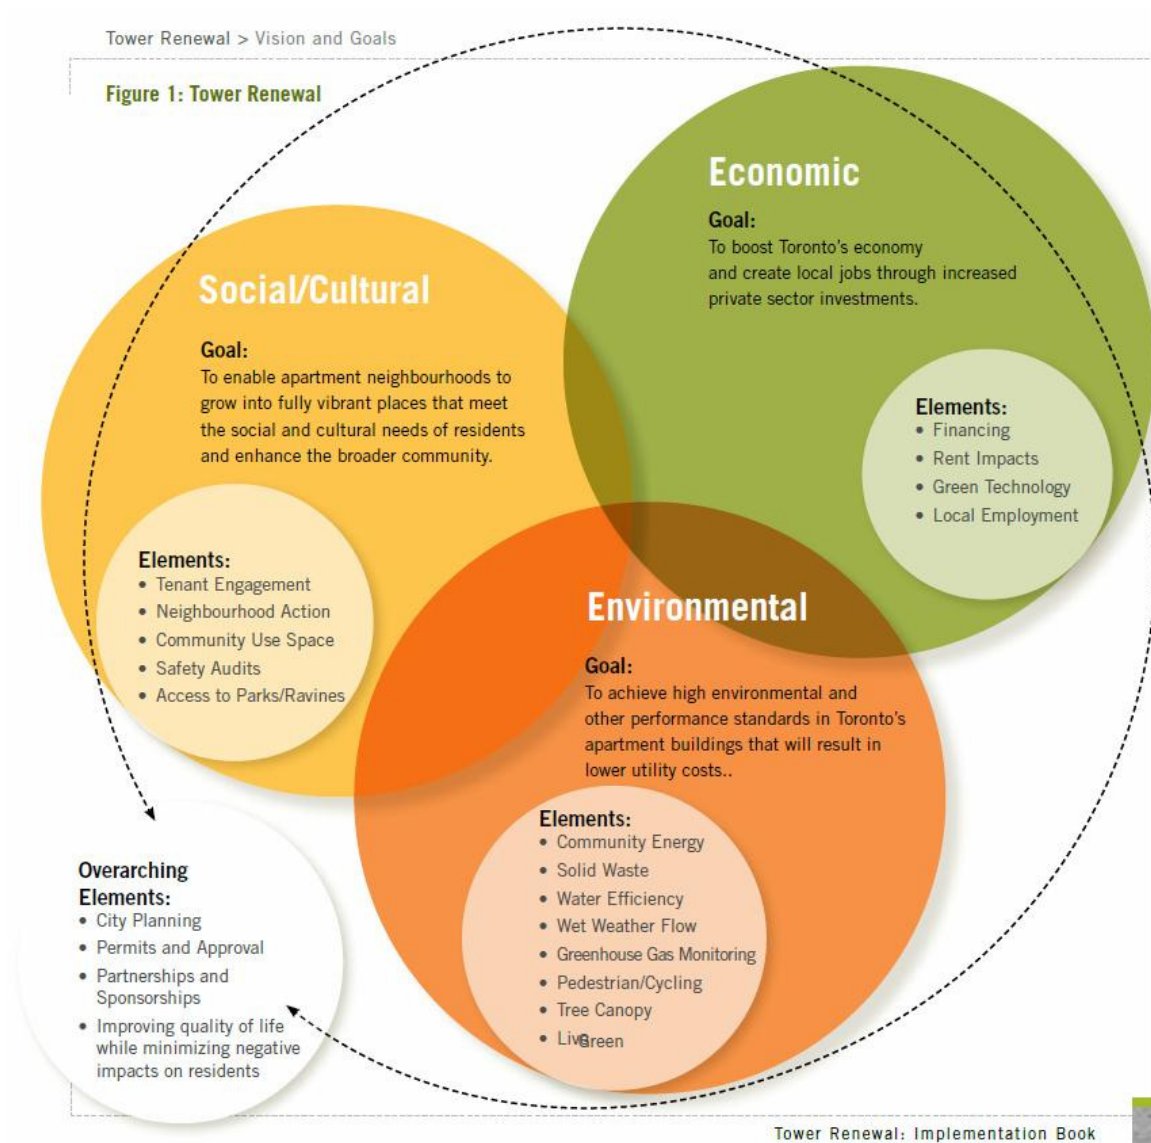 Tower Renewal > Vision and Goals
Figure 1: Tower Renewal
Economic
Goal:
To boost Toronto's economy
and create local jobs through increased
private sector investments.
Elements:
• Financing
• Rent Impacts
• Green Technology
• Local Employment
Social/Cultural
Goal:
To enable apartment neighbourhoods to
grow into fully vibrant places that meet
the social and cultural needs of residents
and enhance the broader community.
Elements:
• Tenant Engagement
• Neighbourhood Action
• Community Use Space
• Safety Audits
• Access to Parks/Ravines
Environmental
Goal:
To achieve high environmental and
other performance standards in Toronto's
apartment buildings that will result in
lower utility costs..
Elements:
• Community Energy
• Solid Waste
• Water Efficiency
• Wet Weather Flow
• Greenhouse Gas Monitoring
• Pedestrian/Cycling
• Tree Canopy
• Live Green
Overarching
Elements:
• City Planning
• Permits and Approval
• Partnerships and
Sponsorships
• Improving quality of life
while minimizing negative
impacts on residents
Tower Renewal: Implementation Book